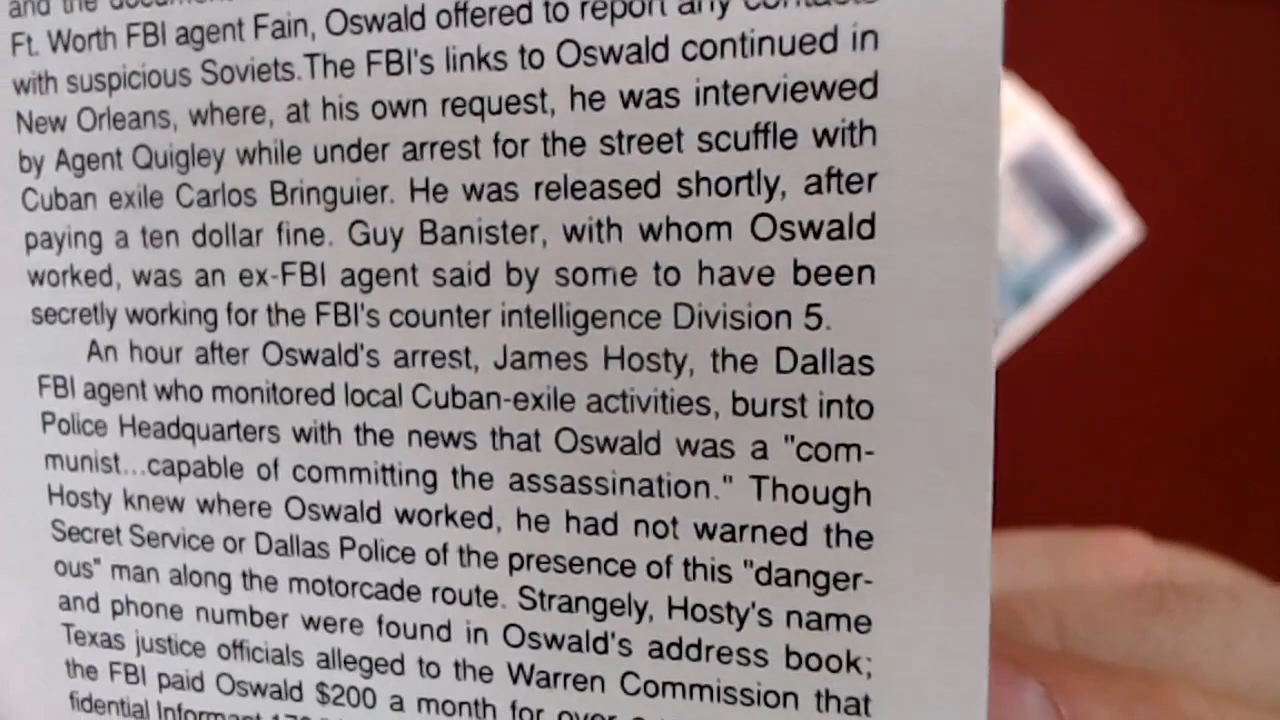 and the
Ft. Worth FBI agent Fain, Oswald offered to report any contacts
with suspicious Soviets. The FBI's links to Oswald continued in
New Orleans, where, at his own request, he was interviewed
by Agent Quigley while under arrest for the street scuffle with
Cuban exile Carlos Bringuier. He was released shortly, after
paying a ten dollar fine. Guy Banister, with whom Oswald
worked, was an ex-FBI agent said by some to have been
secretly working for the FBI's counter intelligence Division 5.
An hour after Oswald's arrest, James Hosty, the Dallas
FBI agent who monitored local Cuban-exile activities, burst into
Police Headquarters with the news that Oswald was a "com-
munist...capable of committing the assassination." Though
Hosty knew where Oswald worked, he had not warned the
Secret Service or Dallas Police of the presence of this "danger-
ous" man along the motorcade route. Strangely, Hosty's name
and phone number were found in Oswald's address book;
Texas justice officials alleged to the Warren Commission that
the FBI paid Oswald $200 a month for over
fidential Informant